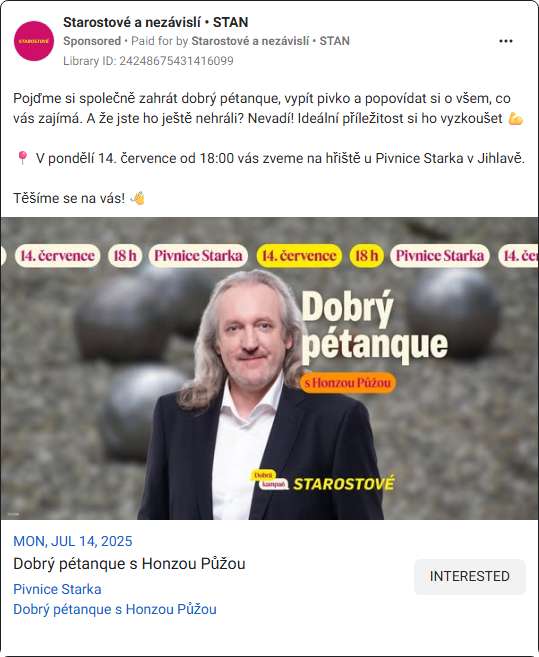 Starostové a nezávislí • STAN
Sponsored • Paid for by Starostové a nezávislí • STAN
Library ID: 24248675431416099
STAROSTOVÉ
Pojďme si společně zahrát dobrý pétanque, vypít pivko a popovídat si o všem, co
vás zajímá. A že jste ho ještě nehráli? Nevadí! Ideální příležitost si ho vyzkoušet 💪
📍 V pondělí 14. července od 18:00 vás zveme na hřiště u Pivnice Starka v Jihlavě.
Těšíme se na vás! 👋
14. července 18 h Pivnice Starka 14. července 18 h Pivnice Starka 14. če
Dobrý
pétanque
s Honzou Půžou
Dobrá
kampaň
STAROSTOVÉ
MON, JUL 14, 2025
Dobrý pétanque s Honzou Půžou
Pivnice Starka
Dobrý pétanque s Honzou Půžou
INTERESTED